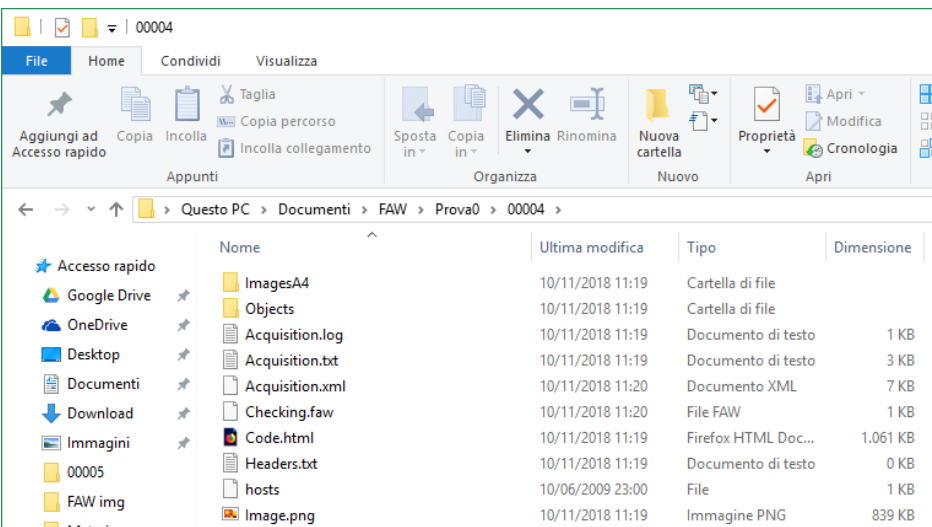 00004
File Home Condividi Visualizza
Aggiungi ad Accesso rapido
Copia
Incolla
Taglia
Copia percorso
Incolla collegamento
Appunti
Sposta in
Copia in
Elimina
Rinomina
Organizza
Nuova cartella
Nuovo
Proprietà
Apri
Modifica
Cronologia
Apri
Questo PC > Documenti > FAW > Prova0 > 00004 >
Accesso rapido
Google Drive
OneDrive
Desktop
Documenti
Download
Immagini
00005
FAW img
Nome Ultima modifica Tipo Dimensione
ImagesA4 10/11/2018 11:19 Cartella di file
Objects 10/11/2018 11:19 Cartella di file
Acquisition.log 10/11/2018 11:19 Documento di testo 1 KB
Acquisition.txt 10/11/2018 11:19 Documento di testo 3 KB
Acquisition.xml 10/11/2018 11:20 Documento XML 7 KB
Checking.faw 10/11/2018 11:20 File FAW 1 KB
Code.html 10/11/2018 11:19 Firefox HTML Doc... 1.061 KB
Headers.txt 10/11/2018 11:19 Documento di testo 0 KB
hosts 10/06/2009 23:00 File 1 KB
Image.png 10/11/2018 11:19 Immagine PNG 839 KB